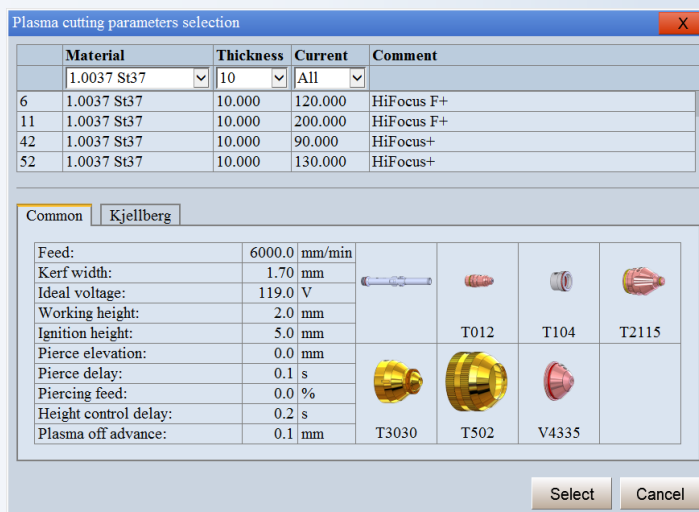 Plasma cutting parameters selection X
Material Thickness Current Comment
1.0037 St37 10 All
6 1.0037 St37 10.000 120.000 HiFocus F+
11 1.0037 St37 10.000 200.000 HiFocus F+
42 1.0037 St37 10.000 90.000 HiFocus+
52 1.0037 St37 10.000 130.000 HiFocus+
Common Kjellberg
Feed: 6000.0 mm/min
Kerf width: 1.70 mm
Ideal voltage: 119.0 V
Working height: 2.0 mm
Ignition height: 5.0 mm
Pierce elevation: 0.0 mm
Pierce delay: 0.1 s
Piercing feed: 0.0 %
Height control delay: 0.2 s
Plasma off advance: 0.1 mm
T012 T104 T2115
T3030 T502 V4335
Select Cancel